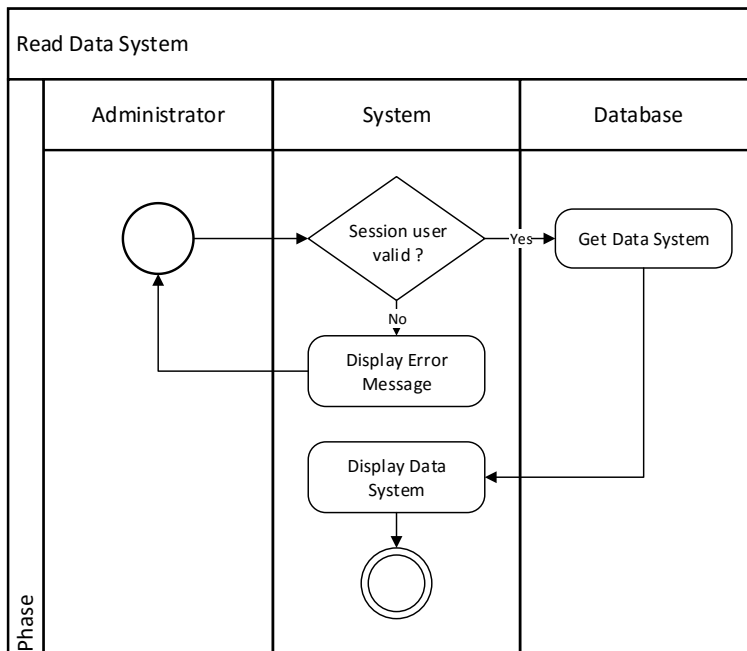 Read Data System
Administrator
System
Database
Session user
valid ?
Yes
Get Data System
No
Display Error
Message
Display Data
System
Phase